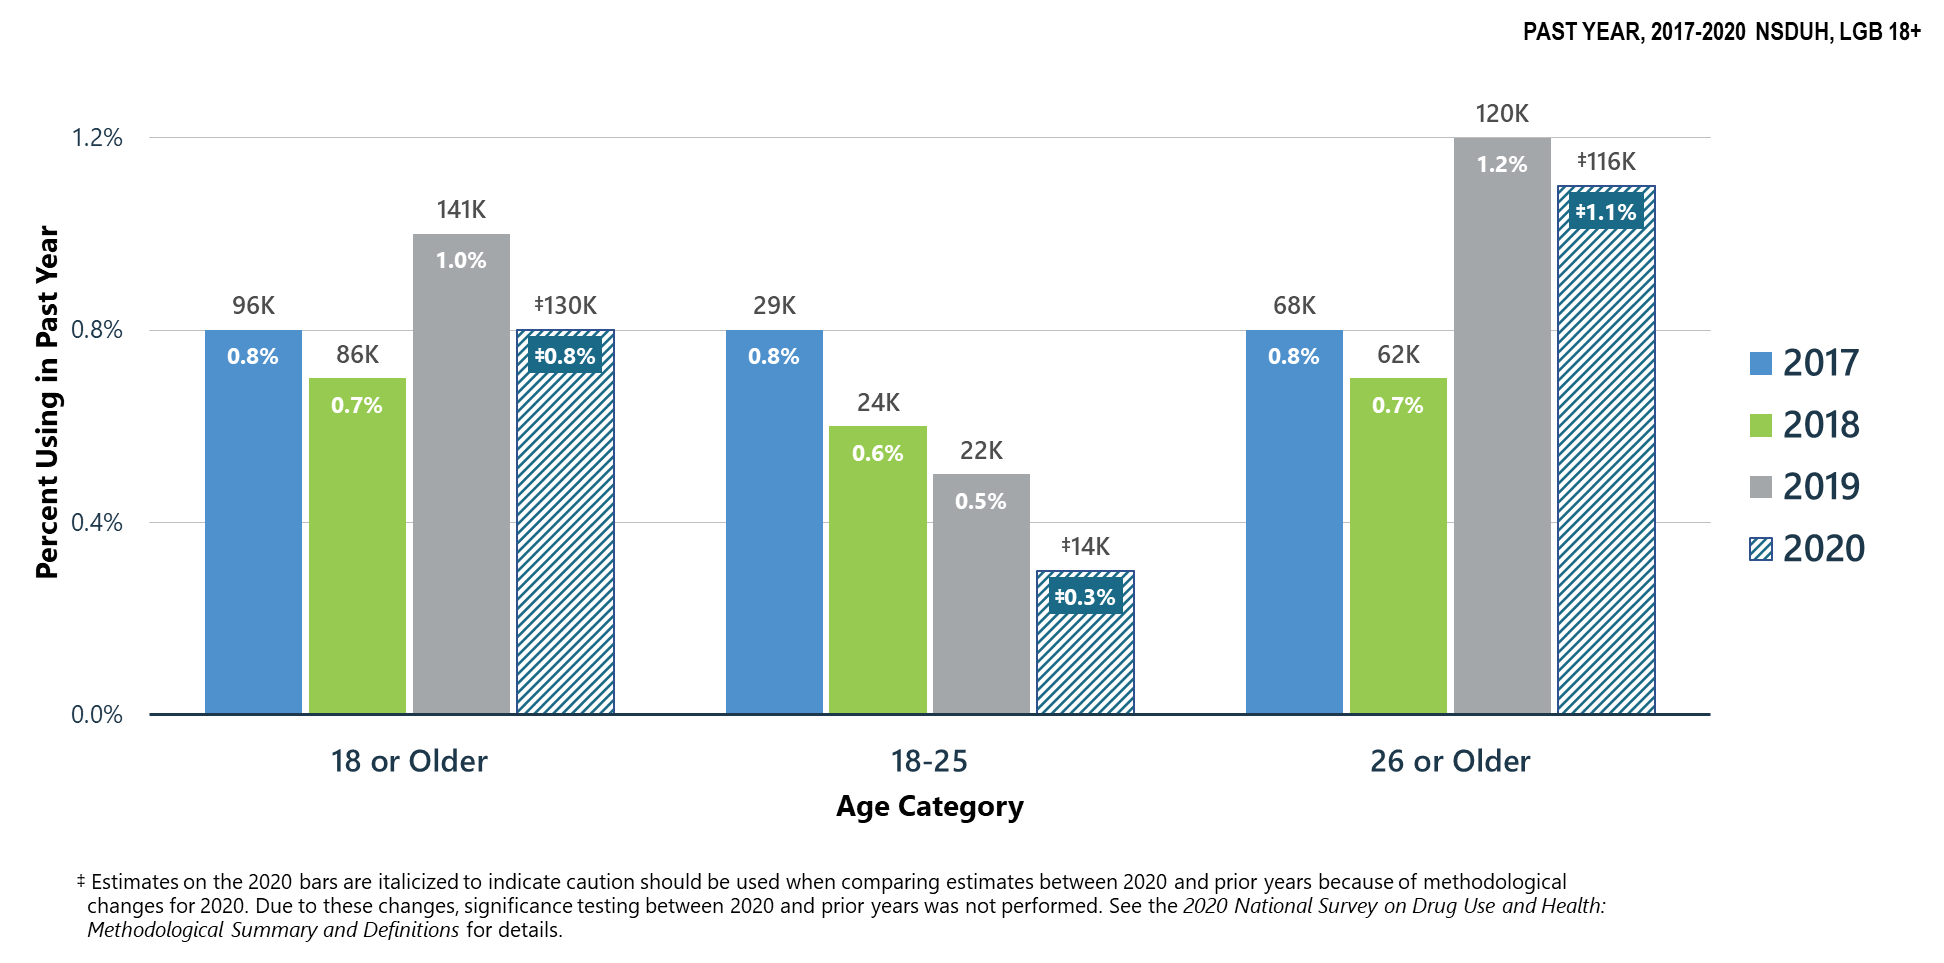 PAST YEAR, 2017-2020 NSDUH, LGB 18+
Percent Using in Past Year
1.2%
0.8%
0.4%
0.0%
96K
0.8%
86K
0.7%
141K
1.0%
‡130K
‡0.8%
29K
0.8%
24K
0.6%
22K
0.5%
‡14K
‡0.3%
68K
0.8%
62K
0.7%
120K
1.2%
‡116K
‡1.1%
18 or Older
18-25
26 or Older
Age Category
2017
2018
2019
2020
‡ Estimates on the 2020 bars are italicized to indicate caution should be used when comparing estimates between 2020 and prior years because of methodological
changes for 2020. Due to these changes, significance testing between 2020 and prior years was not performed. See the 2020 National Survey on Drug Use and Health:
Methodological Summary and Definitions for details.